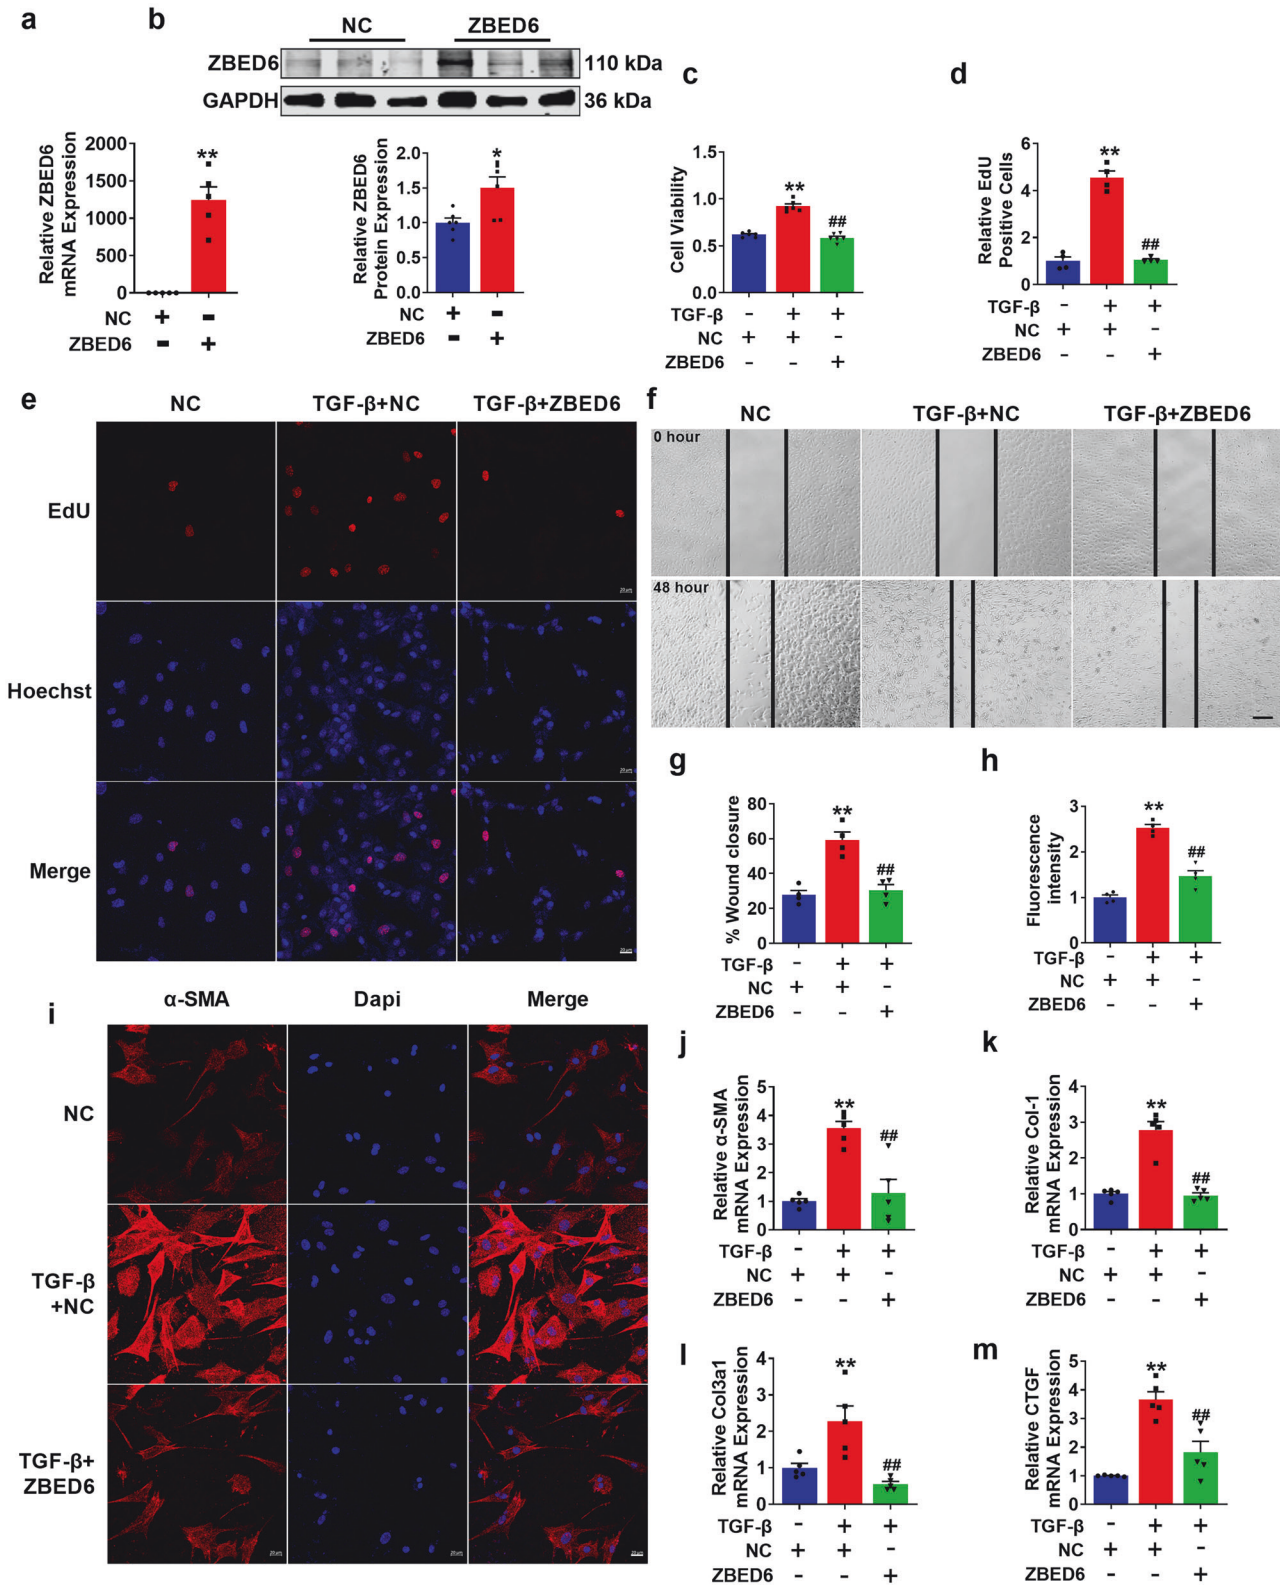 a
b
NC
ZBED6
ZBED6
110 kDa
GAPDH
36 kDa
Relative ZBED6
mRNA Expression
2000
1500
1000
500
0
**
NC + -
ZBED6 - +
Relative ZBED6
Protein Expression
2.0
1.5
1.0
0.5
0.0
*
NC + -
ZBED6 - +
c
Cell Viability
1.5
1.0
0.5
0.0
**
##
TGF-β - + +
NC + + -
ZBED6 - - +
d
Relative EdU
Positive Cells
6
4
2
0
**
##
TGF-β - + +
NC + + -
ZBED6 - - +
e
NC TGF-β+NC TGF-β+ZBED6
EdU
Hoechst
Merge
f
NC TGF-β+NC TGF-β+ZBED6
0 hour
48 hour
g
% Wound closure
80
60
40
20
0
**
##
TGF-β - + +
NC + + -
ZBED6 - - +
h
Fluorescence
intensity
3
2
1
0
**
##
TGF-β - + +
NC + + -
ZBED6 - - +
i
α-SMA Dapi Merge
NC
TGF-β
+NC
TGF-β+
ZBED6
j
Relative α-SMA
mRNA Expression
5
4
3
2
1
0
**
##
TGF-β - + +
NC + + -
ZBED6 - - +
k
Relative Col-1
mRNA Expression
4
3
2
1
0
**
##
TGF-β - + +
NC + + -
ZBED6 - - +
l
Relative Col3a1
mRNA Expression
4
3
2
1
0
**
##
TGF-β - + +
NC + + -
ZBED6 - - +
m
Relative CTGF
mRNA Expression
5
4
3
2
1
0
**
##
TGF-β - + +
NC + + -
ZBED6 - - +